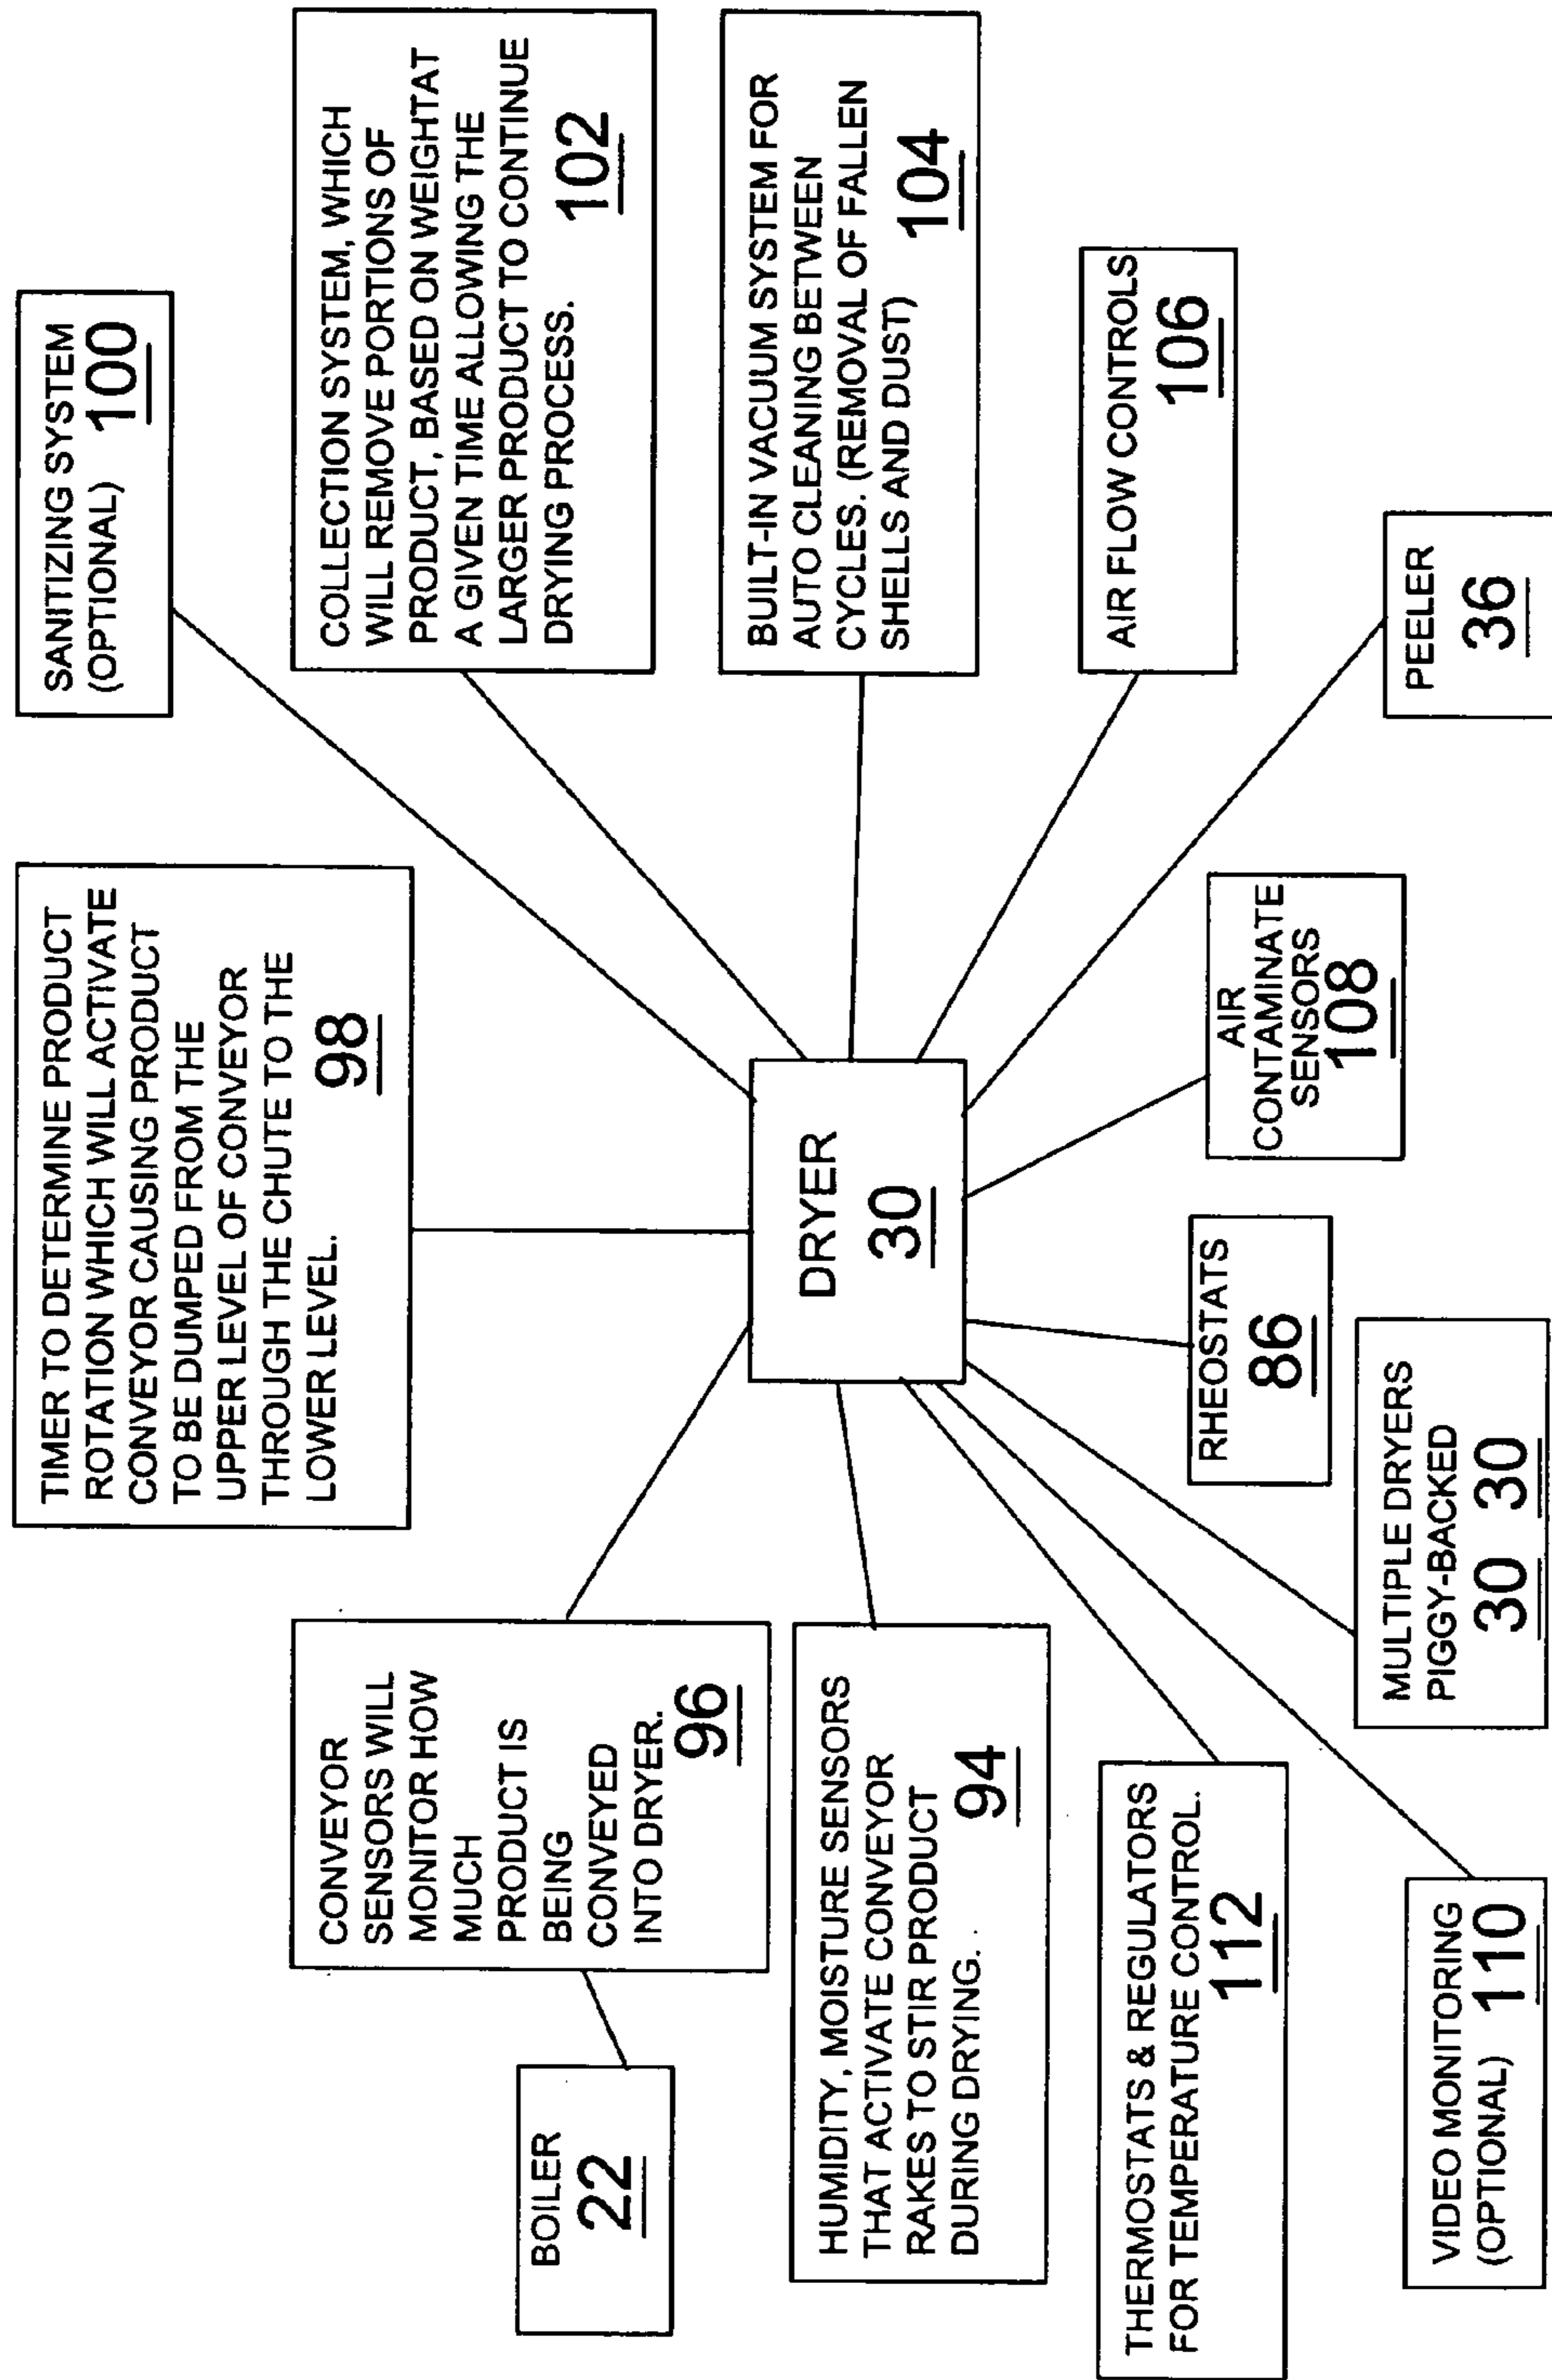 TIMER TO DETERMINE PRODUCT
ROTATION WHICH WILL ACTIVATE
CONVEYOR CAUSING PRODUCT
TO BE DUMPED FROM THE
UPPER LEVEL OF CONVEYOR
THROUGH THE CHUTE TO THE
LOWER LEVEL.
98
SANITIZING SYSTEM
(OPTIONAL) 100
CONVEYOR
SENSORS WILL
MONITOR HOW
MUCH
PRODUCT IS
BEING
CONVEYED
INTO DRYER.
96
COLLECTION SYSTEM, WHICH
WILL REMOVE PORTIONS OF
PRODUCT, BASED ON WEIGHTAT
A GIVEN TIME ALLOWING THE
LARGER PRODUCT TO CONTINUE
DRYING PROCESS.
102
BOILER
22
HUMIDITY, MOISTURE SENSORS
THAT ACTIVATE CONVEYOR
RAKES TO STIR PRODUCT
DURING DRYING.
94
DRYER
30
BUILT-IN VACUUM SYSTEM FOR
AUTO CLEANING BETWEEN
CYCLES. (REMOVAL OF FALLEN
SHELLS AND DUST)
104
THERMOSTATS & REGULATORS
FOR TEMPERATURE CONTROL.
112
AIR FLOW CONTROLS
106
VIDEO MONITORING
(OPTIONAL) 110
MULTIPLE DRYERS
PIGGY-BACKED
30 30
RHEOSTATS
86
AIR
CONTAMINATE
SENSORS
108
PEELER
36